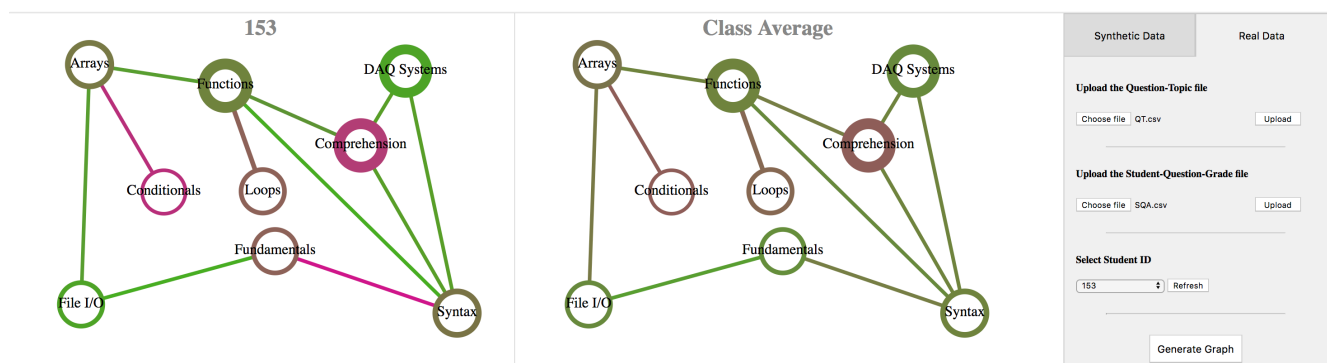 153
Arrays
Functions
DAQ Systems
Comprehension
Conditionals
Loops
Fundamentals
File I/O
Syntax
Class Average
Arrays
Functions
DAQ Systems
Comprehension
Conditionals
Loops
Fundamentals
File I/O
Syntax
Synthetic Data
Real Data
Upload the Question-Topic file
Choose file QT.csv Upload
Upload the Student-Question-Grade file
Choose file SQA.csv Upload
Select Student ID
153 Refresh
Generate Graph